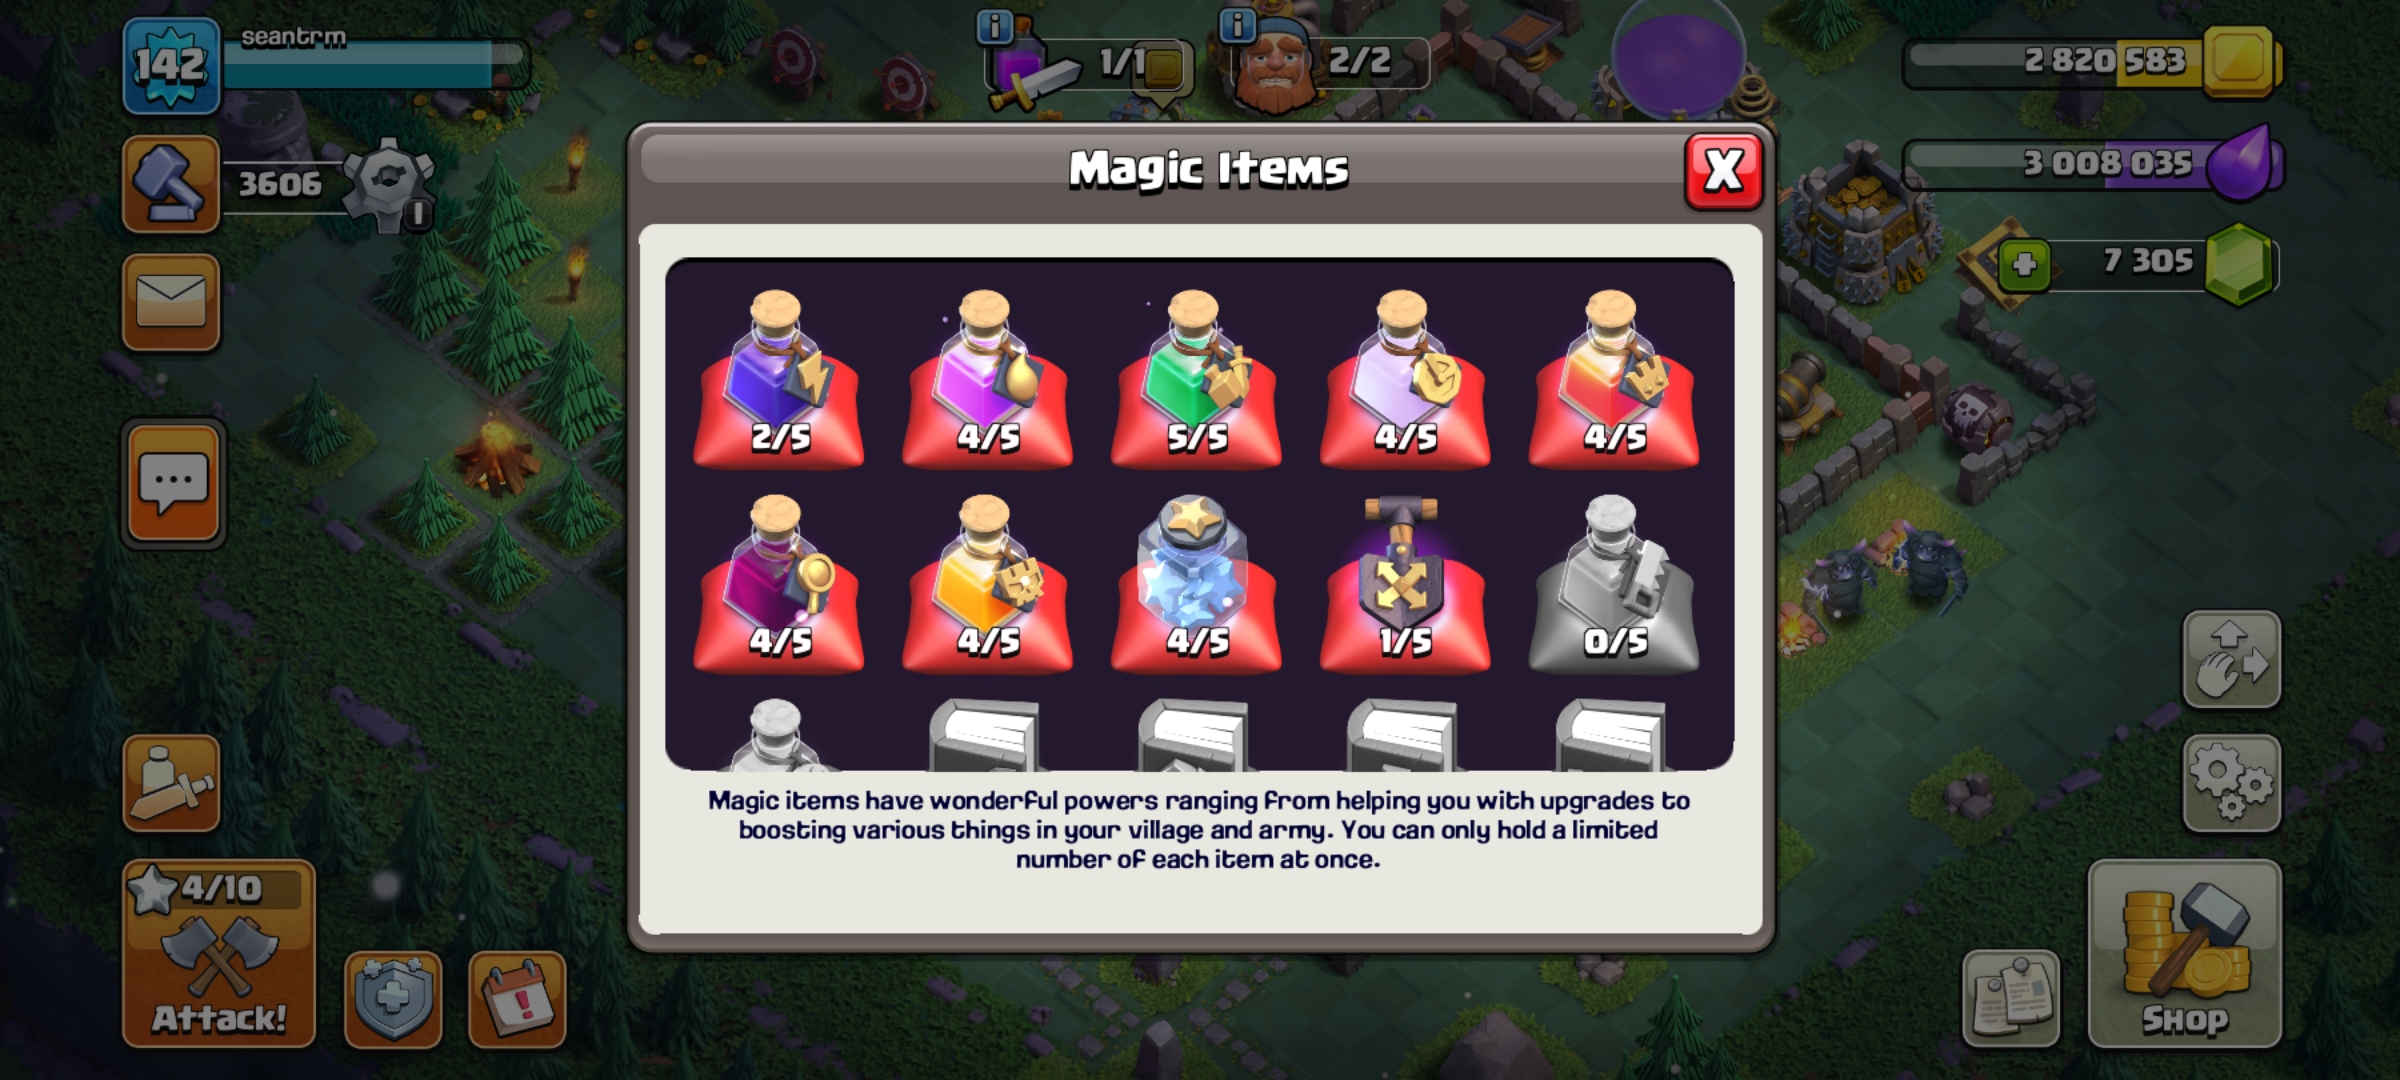 142
seantrm
1/1
2/2
2 820 583
3606
3 008 035
7 305
Magic Items
X
2/5
4/5
5/5
4/5
4/5
4/5
4/5
4/5
1/5
0/5
Magic items have wonderful powers ranging from helping you with upgrades to
boosting various things in your village and army. You can only hold a limited
number of each item at once.
4/10
Attack!
Shop